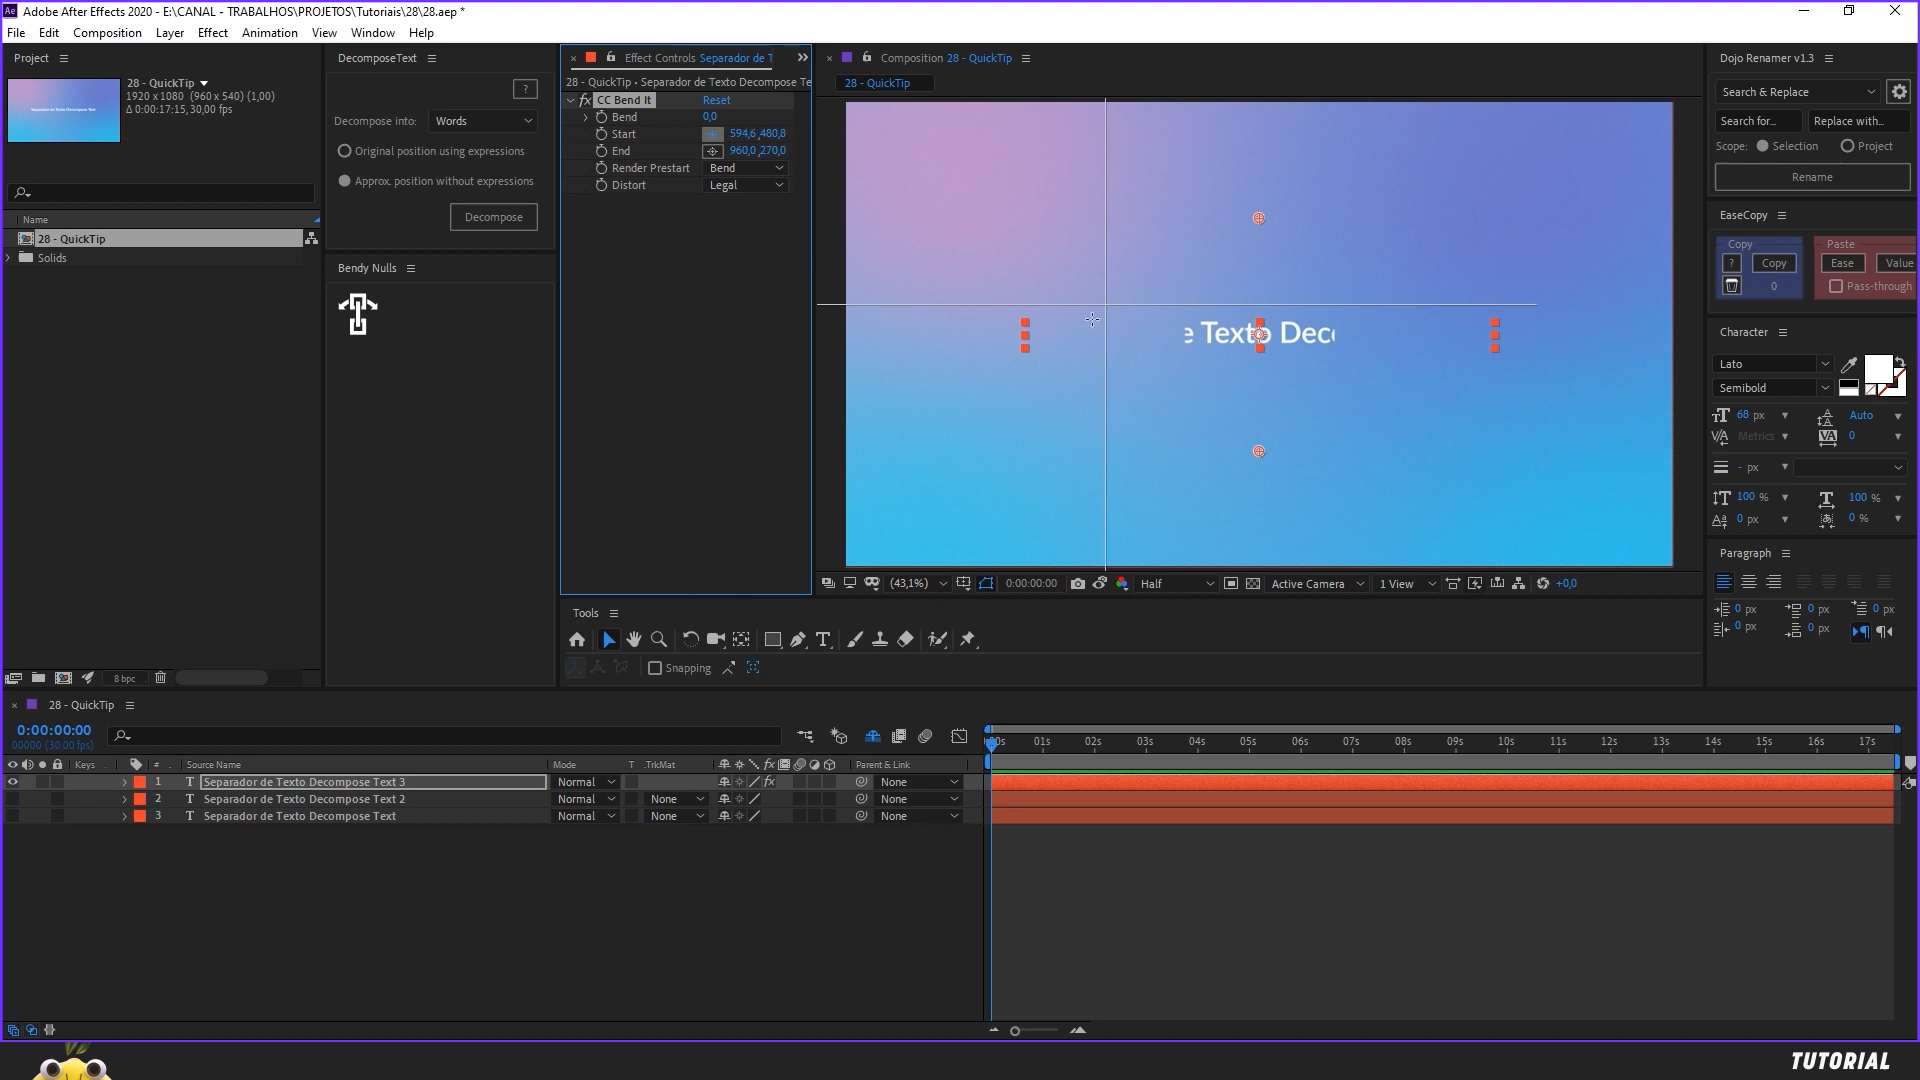 Adobe After Effects 2020 - E:\CANAL - TRABALHOS\PROJETOS\Tutoriais\28\28.aep *
File Edit Composition Layer Effect Animation View Window Help
Project
28 - QuickTip
1920 x 1080 (960 x 540) (1,00)
Δ 0:00:17:15, 30,00 fps
Name
28 - QuickTip
Solids
8 bpc
DecomposeText
?
Decompose into: Words
Original position using expressions
Approx. position without expressions
Decompose
Bendy Nulls
Effect Controls Separador de T
28 - QuickTip • Separador de Texto Decompose Te
fx CC Bend It Reset
Bend 0,0
Start 594,6,480,8
End 960,0,270,0
Render Prestart Bend
Distort Legal
Composition 28 - QuickTip
28 - QuickTip
e Texto Deco
(43,1%) 0:00:00:00 Half Active Camera 1 View +0,0
Tools
Snapping
Dojo Renamer v1.3
Search & Replace
Search for... Replace with...
Scope: Selection Project
Rename
EaseCopy
Copy Paste
? Copy Ease Value
0 Pass-through
Character
Lato
Semibold
68 px Auto
Metrics 0
- px
100 % 100 %
0 px 0 %
Paragraph
0 px 0 px 0 px
0 px 0 px
28 - QuickTip
0:00:00:00
00000 (30.00 fps)
Keys # Source Name Mode T .TrkMat Parent & Link
1 T Separador de Texto Decompose Text 3 Normal fx None
2 T Separador de Texto Decompose Text 2 Normal None None
3 T Separador de Texto Decompose Text Normal None None
01s 02s 03s 04s 05s 06s 07s 08s 09s 10s 11s 12s 13s 14s 15s 16s 17s
TUTORIAL